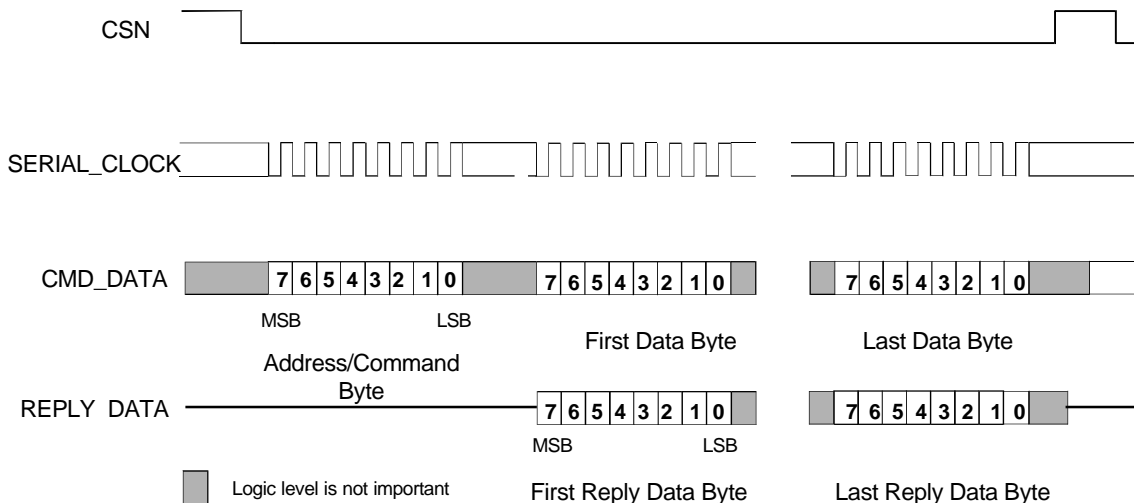 CSN
SERIAL_CLOCK
CMD_DATA
7 6 5 4 3 2 1 0
7 6 5 4 3 2 1 0
7 6 5 4 3 2 1 0
MSB
LSB
First Data Byte
Last Data Byte
Address/Command
Byte
REPLY_DATA
7 6 5 4 3 2 1 0
7 6 5 4 3 2 1 0
MSB
LSB
Logic level is not important
First Reply Data Byte
Last Reply Data Byte